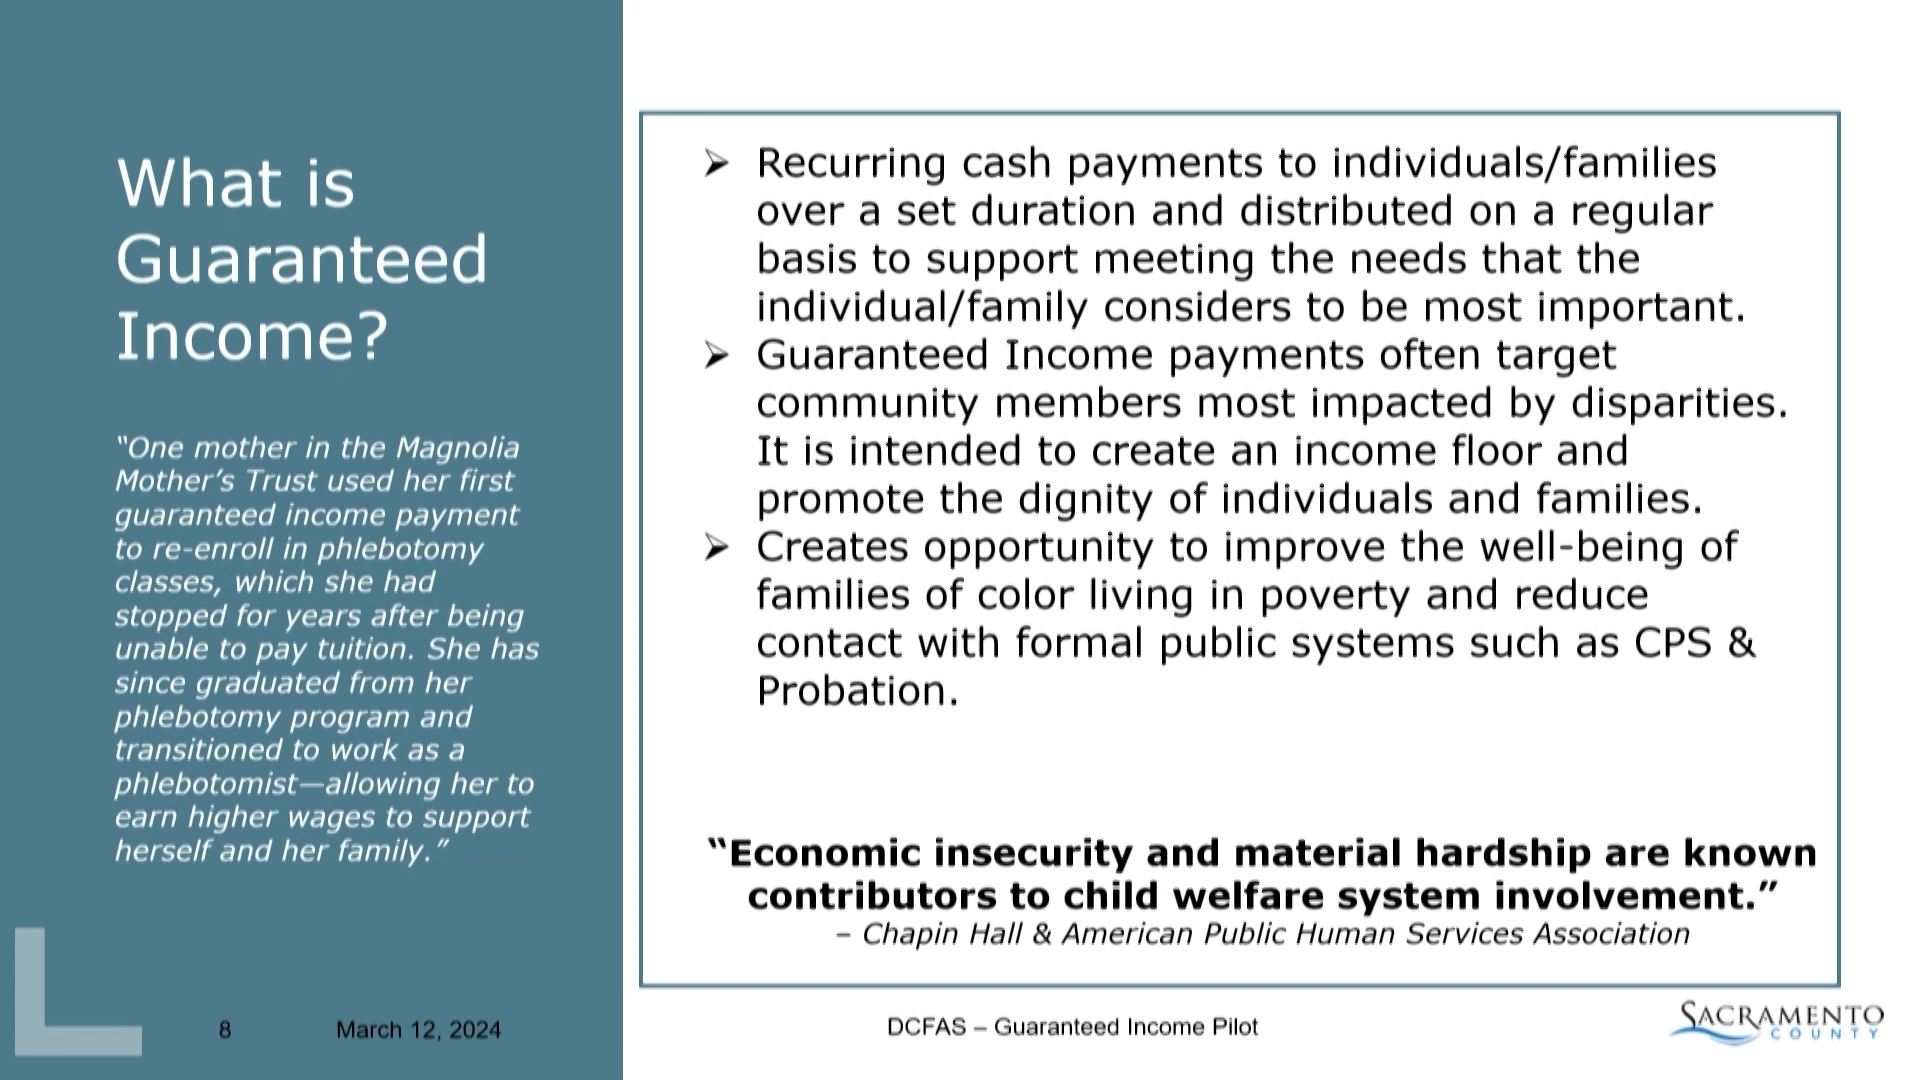 What is
Guaranteed
Income?
“One mother in the Magnolia
Mother’s Trust used her first
guaranteed income payment
to re-enroll in phlebotomy
classes, which she had
stopped for years after being
unable to pay tuition. She has
since graduated from her
phlebotomy program and
transitioned to work as a
phlebotomist—allowing her to
earn higher wages to support
herself and her family.”
➢ Recurring cash payments to individuals/families
over a set duration and distributed on a regular
basis to support meeting the needs that the
individual/family considers to be most important.
➢ Guaranteed Income payments often target
community members most impacted by disparities.
It is intended to create an income floor and
promote the dignity of individuals and families.
➢ Creates opportunity to improve the well-being of
families of color living in poverty and reduce
contact with formal public systems such as CPS &
Probation.
“Economic insecurity and material hardship are known
contributors to child welfare system involvement.”
– Chapin Hall & American Public Human Services Association
8 March 12, 2024
DCFAS – Guaranteed Income Pilot
SACRAMENTO
COUNTY